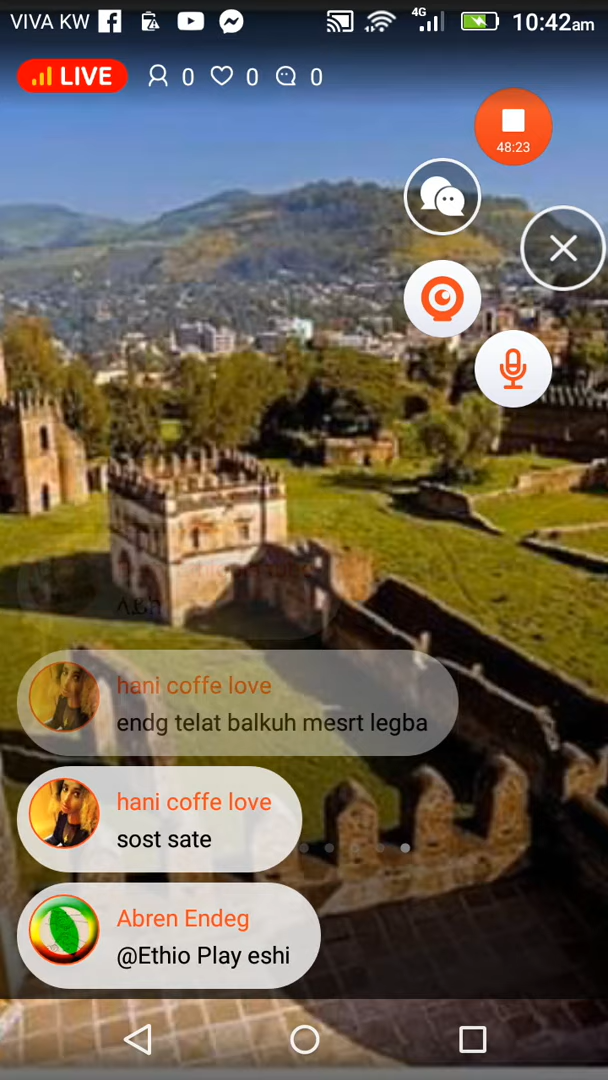 VIVA KW
4G
10:42am
LIVE 0 0 0
48:23
hani coffe love
endg telat balkuh mesrt legba
hani coffe love
sost sate
Abren Endeg
@Ethio Play eshi